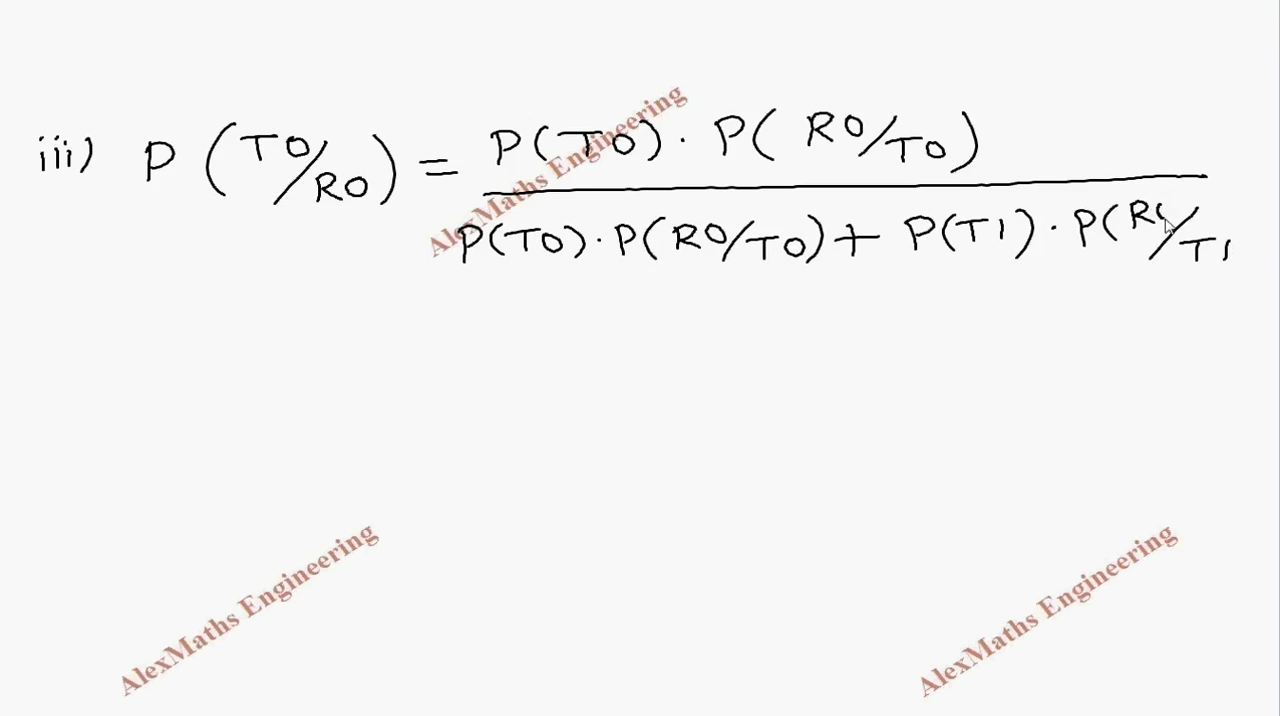 iii) P(T0/R0) = P(T0) · P(R0/T0)
P(T0) · P(R0/T0) + P(T1) · P(R0/T1
AlexMaths Engineering
AlexMaths Engineering
AlexMaths Engineering